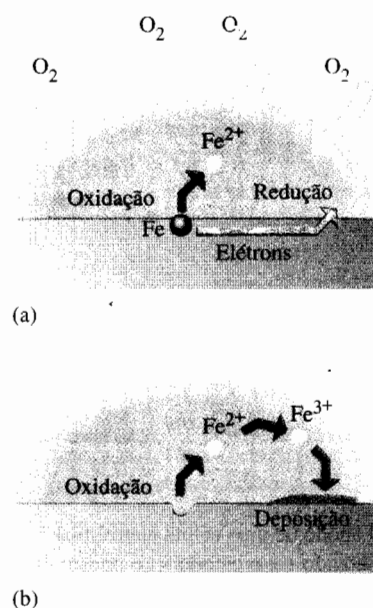 O₂ O₂
O₂ O₂
Fe²⁺
Oxidação Redução
Fe
Elétrons
(a)
Fe²⁺ Fe³⁺
Oxidação
Deposição
(b)